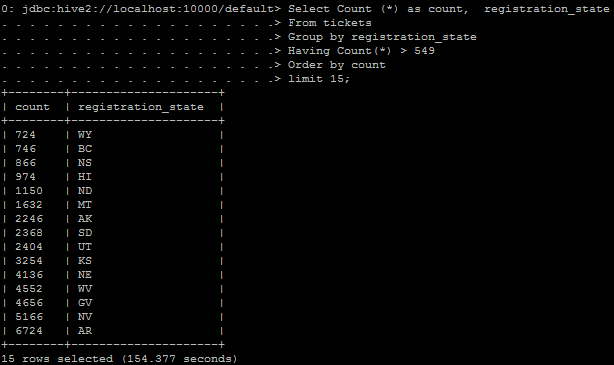 0: jdbc:hive2://localhost:10000/default> Select Count (*) as count,  registration_state
. . . . . . . . . . . . . . . . . . . .> From tickets
. . . . . . . . . . . . . . . . . . . .> Group by registration_state
. . . . . . . . . . . . . . . . . . . .> Having Count(*) > 549
. . . . . . . . . . . . . . . . . . . .> Order by count
. . . . . . . . . . . . . . . . . . . .> limit 15;
+--------+---------------------+
| count  | registration_state  |
+--------+---------------------+
| 724    | WY                  |
| 746    | BC                  |
| 866    | NS                  |
| 974    | HI                  |
| 1150   | ND                  |
| 1632   | MT                  |
| 2246   | AK                  |
| 2368   | SD                  |
| 2404   | UT                  |
| 3254   | KS                  |
| 4136   | NE                  |
| 4552   | WV                  |
| 4656   | GV                  |
| 5166   | NV                  |
| 6724   | AR                  |
+--------+---------------------+
15 rows selected (154.377 seconds)